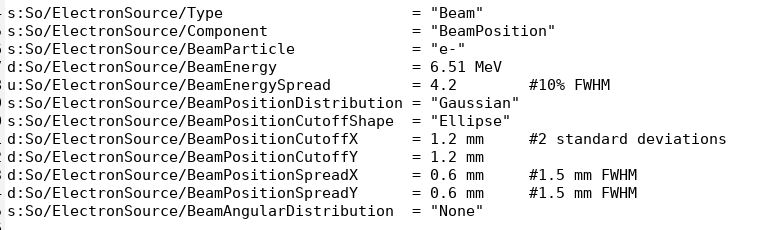 s:So/ElectronSource/Type                     = "Beam"
s:So/ElectronSource/Component                = "BeamPosition"
s:So/ElectronSource/BeamParticle             = "e-"
d:So/ElectronSource/BeamEnergy               = 6.51 MeV
u:So/ElectronSource/BeamEnergySpread         = 4.2        #10% FWHM
s:So/ElectronSource/BeamPositionDistribution = "Gaussian"
s:So/ElectronSource/BeamPositionCutoffShape  = "Ellipse"
d:So/ElectronSource/BeamPositionCutoffX      = 1.2 mm     #2 standard deviations
d:So/ElectronSource/BeamPositionCutoffY      = 1.2 mm
d:So/ElectronSource/BeamPositionSpreadX      = 0.6 mm     #1.5 mm FWHM
d:So/ElectronSource/BeamPositionSpreadY      = 0.6 mm     #1.5 mm FWHM
s:So/ElectronSource/BeamAngularDistribution  = "None"